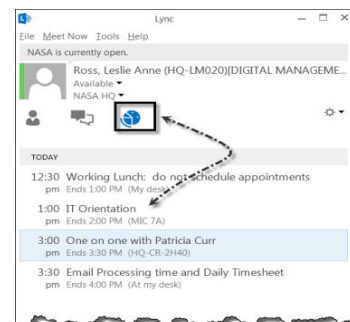 Lync
File Meet Now Tools Help
NASA is currently open.
Ross, Leslie Anne (HQ-LM020)[DIGITAL MANAGEME...
Available
NASA HQ
TODAY
12:30 pm Working Lunch: do not schedule appointments
Ends 1:00 PM (My desk)
1:00 pm IT Orientation
Ends 2:00 PM (MIC 7A)
3:00 pm One on one with Patricia Curr
Ends 3:30 PM (HQ-CR-2H40)
3:30 pm Email Processing time and Daily Timesheet
Ends 4:00 PM (At my desk)